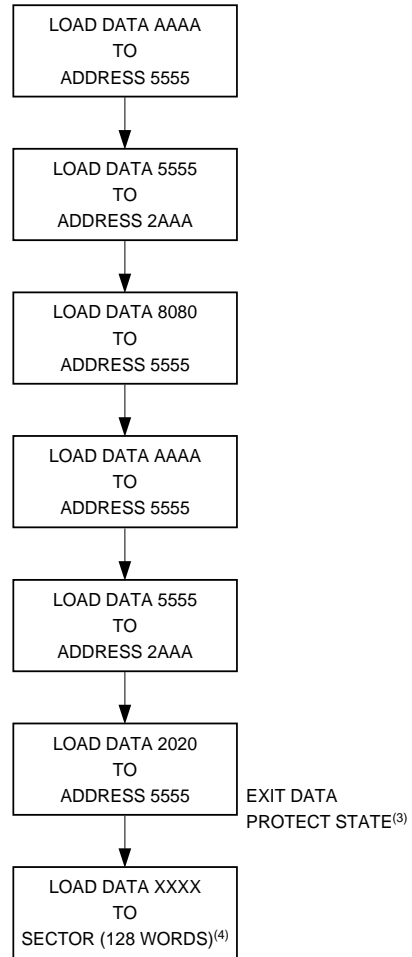 LOAD DATA AAAA
TO
ADDRESS 5555
LOAD DATA 5555
TO
ADDRESS 2AAA
LOAD DATA 8080
TO
ADDRESS 5555
LOAD DATA AAAA
TO
ADDRESS 5555
LOAD DATA 5555
TO
ADDRESS 2AAA
LOAD DATA 2020
TO
ADDRESS 5555
EXIT DATA
PROTECT STATE(3)
LOAD DATA XXXX
TO
SECTOR (128 WORDS)(4)